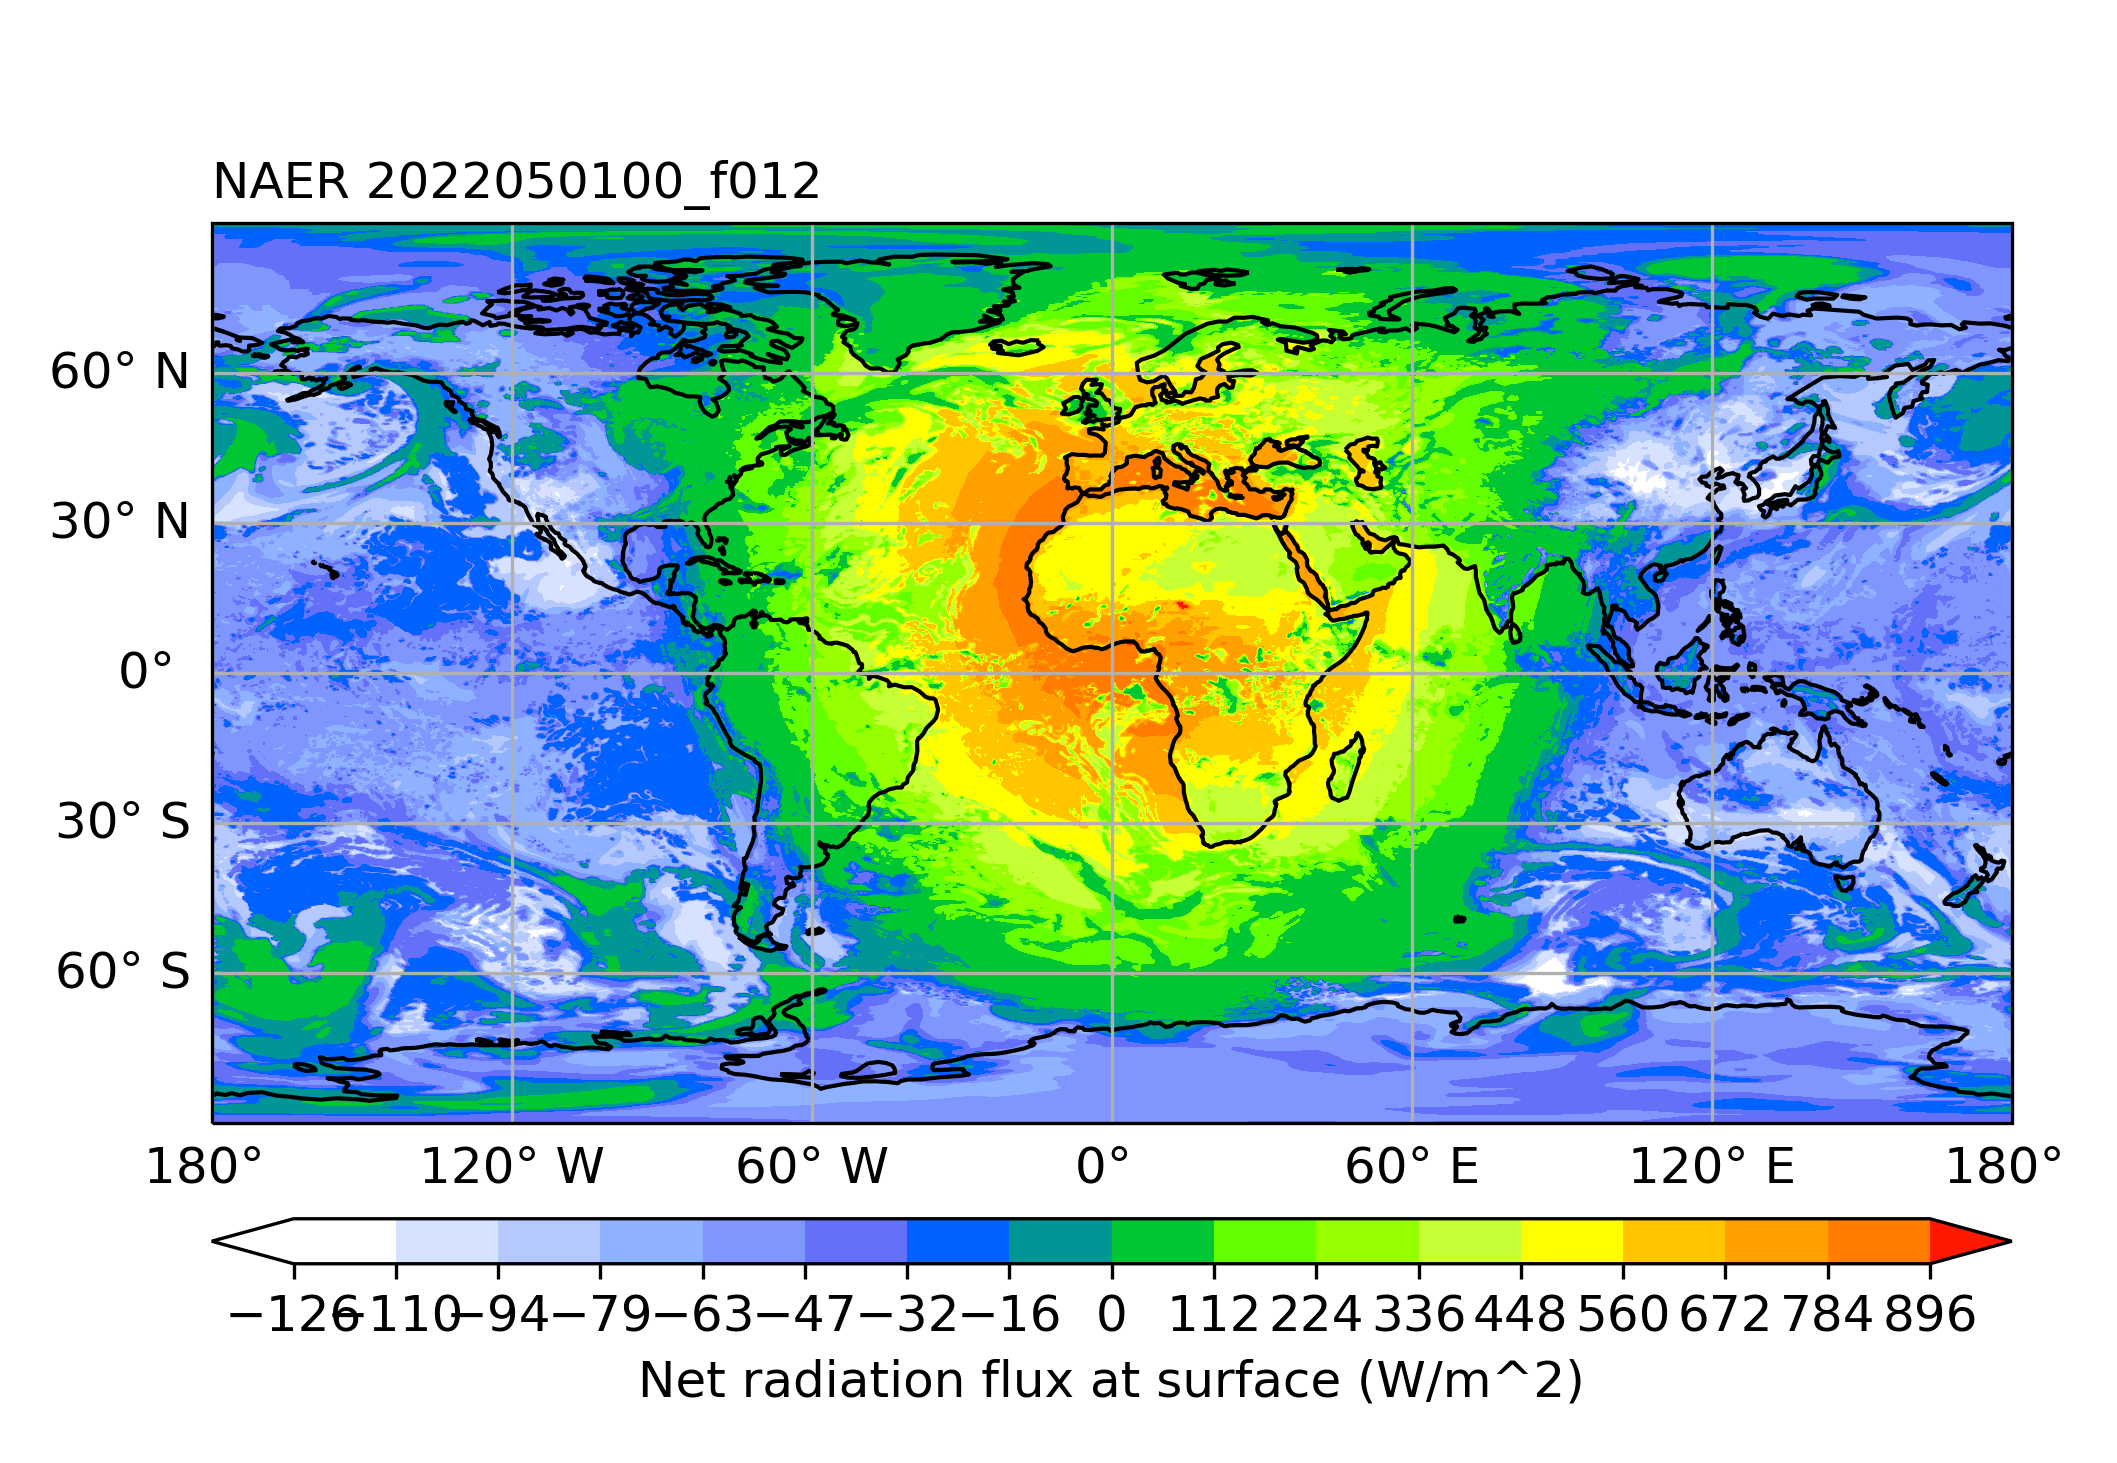 NAER 2022050100_f012
60° N
30° N
0°
30° S
60° S
180° 120° W 60° W 0° 60° E 120° E 180°
−126 −110 −94 −79 −63 −47 −32 −16 0 112 224 336 448 560 672 784 896
Net radiation flux at surface (W/m^2)